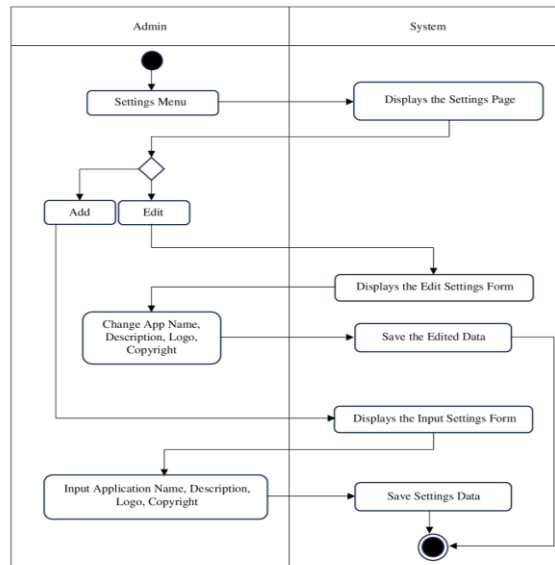 Admin
System
Settings Menu
Displays the Settings Page
Add
Edit
Displays the Edit Settings Form
Change App Name,
Description, Logo,
Copyright
Save the Edited Data
Displays the Input Settings Form
Input Application Name, Description,
Logo, Copyright
Save Settings Data